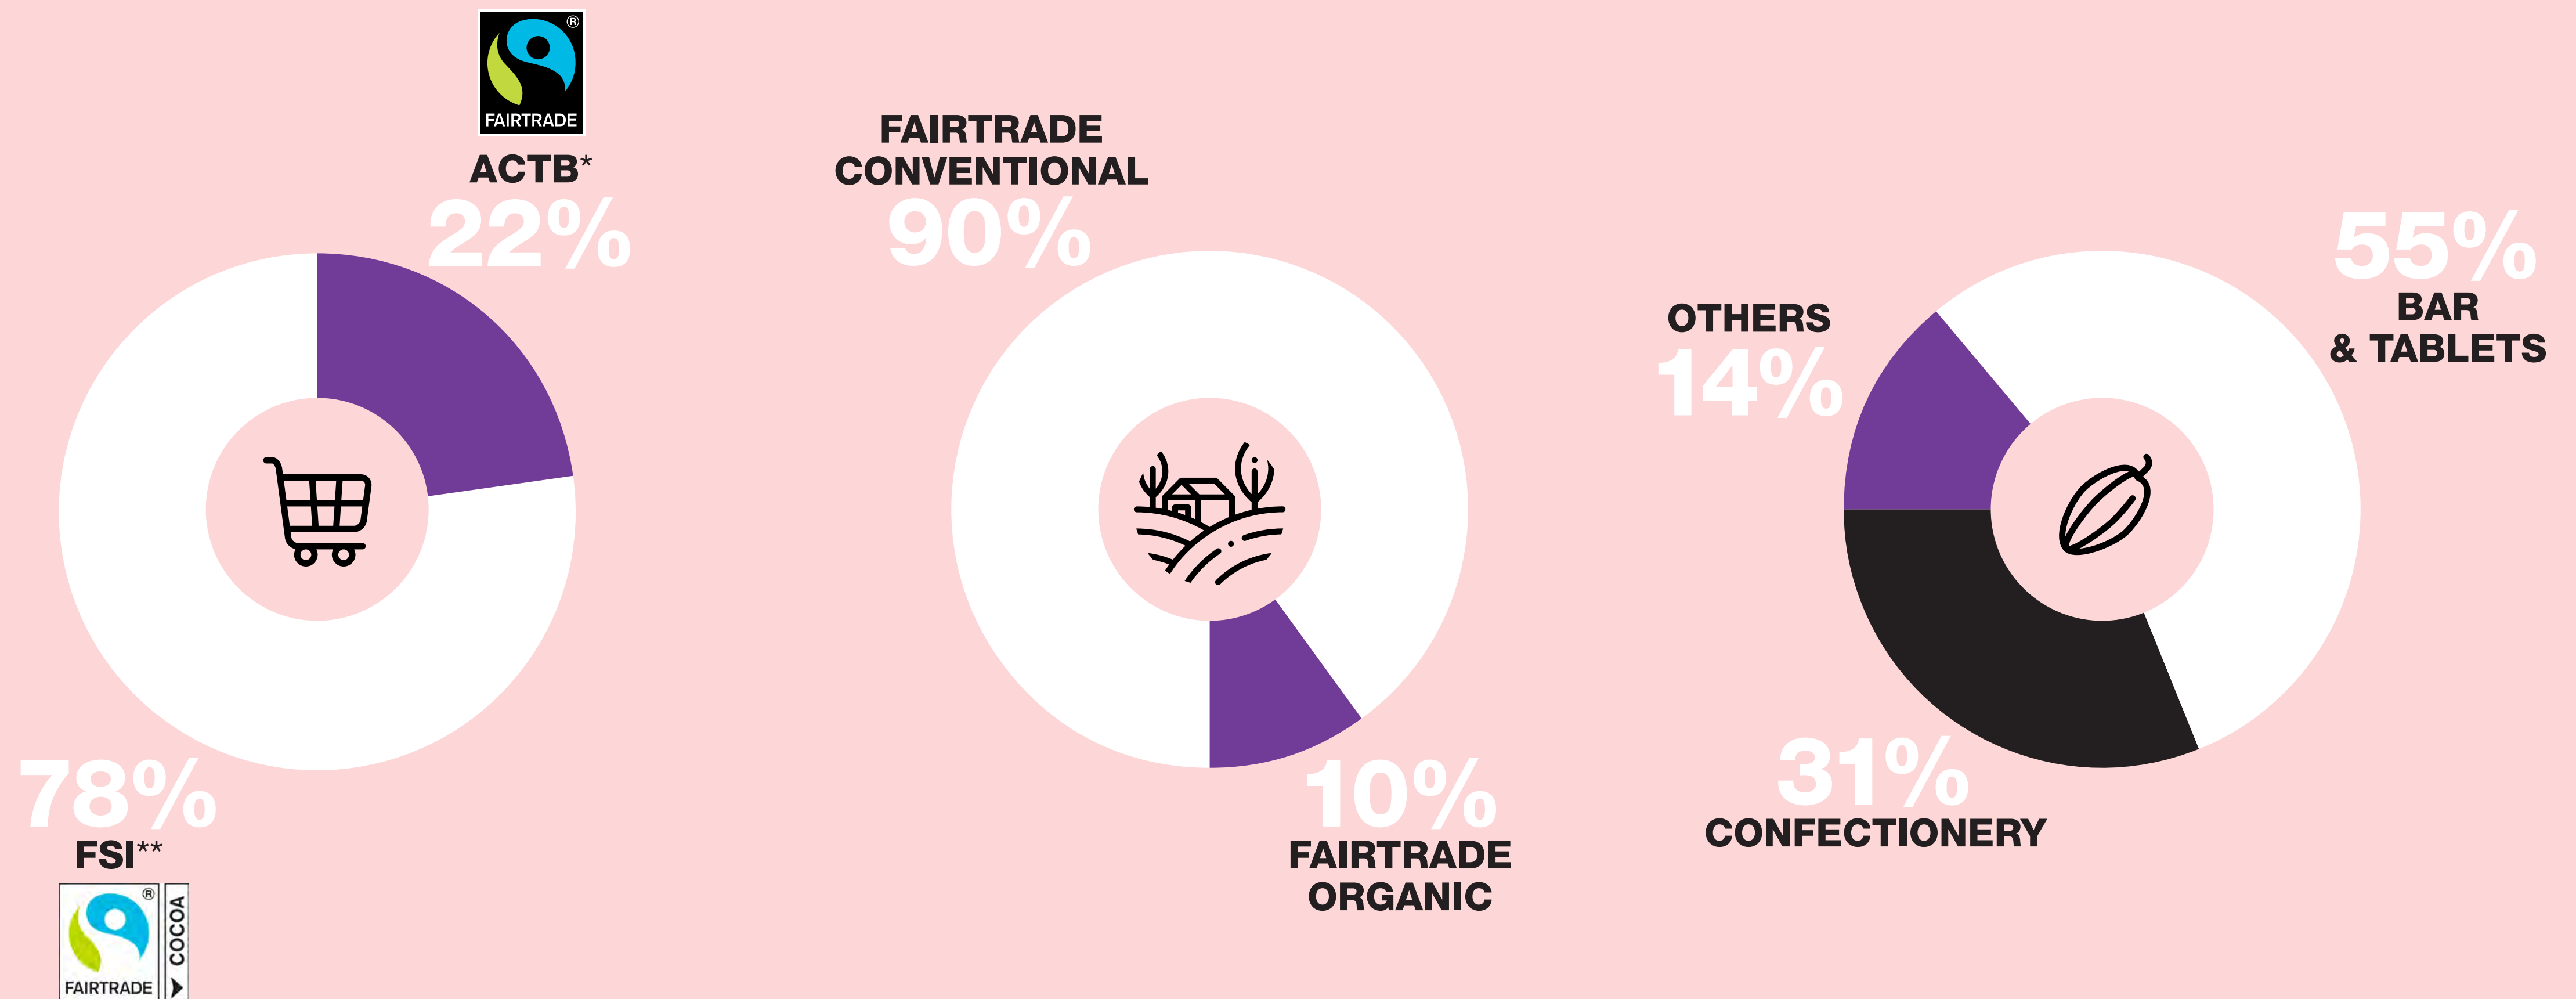 ®
FAIRTRADE
ACTB*
22%
78%
FSI**
®
FAIRTRADE
COCOA
FAIRTRADE
CONVENTIONAL
90%
10%
FAIRTRADE
ORGANIC
OTHERS
14%
55%
BAR
& TABLETS
31%
CONFECTIONERY